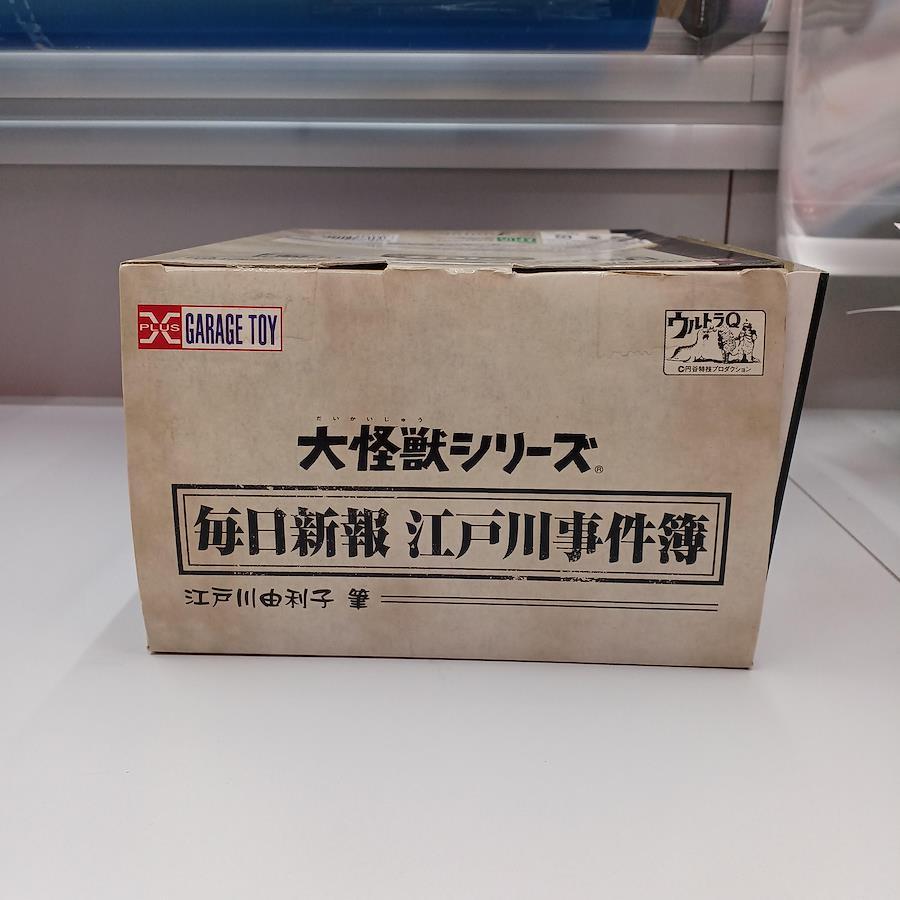 X PLUS GARAGE TOY
ウルトラQ
©円谷特技プロダクション
だいかいじゅう
大怪獣シリーズ®
毎日新報 江戸川事件簿
江戸川由利子 筆